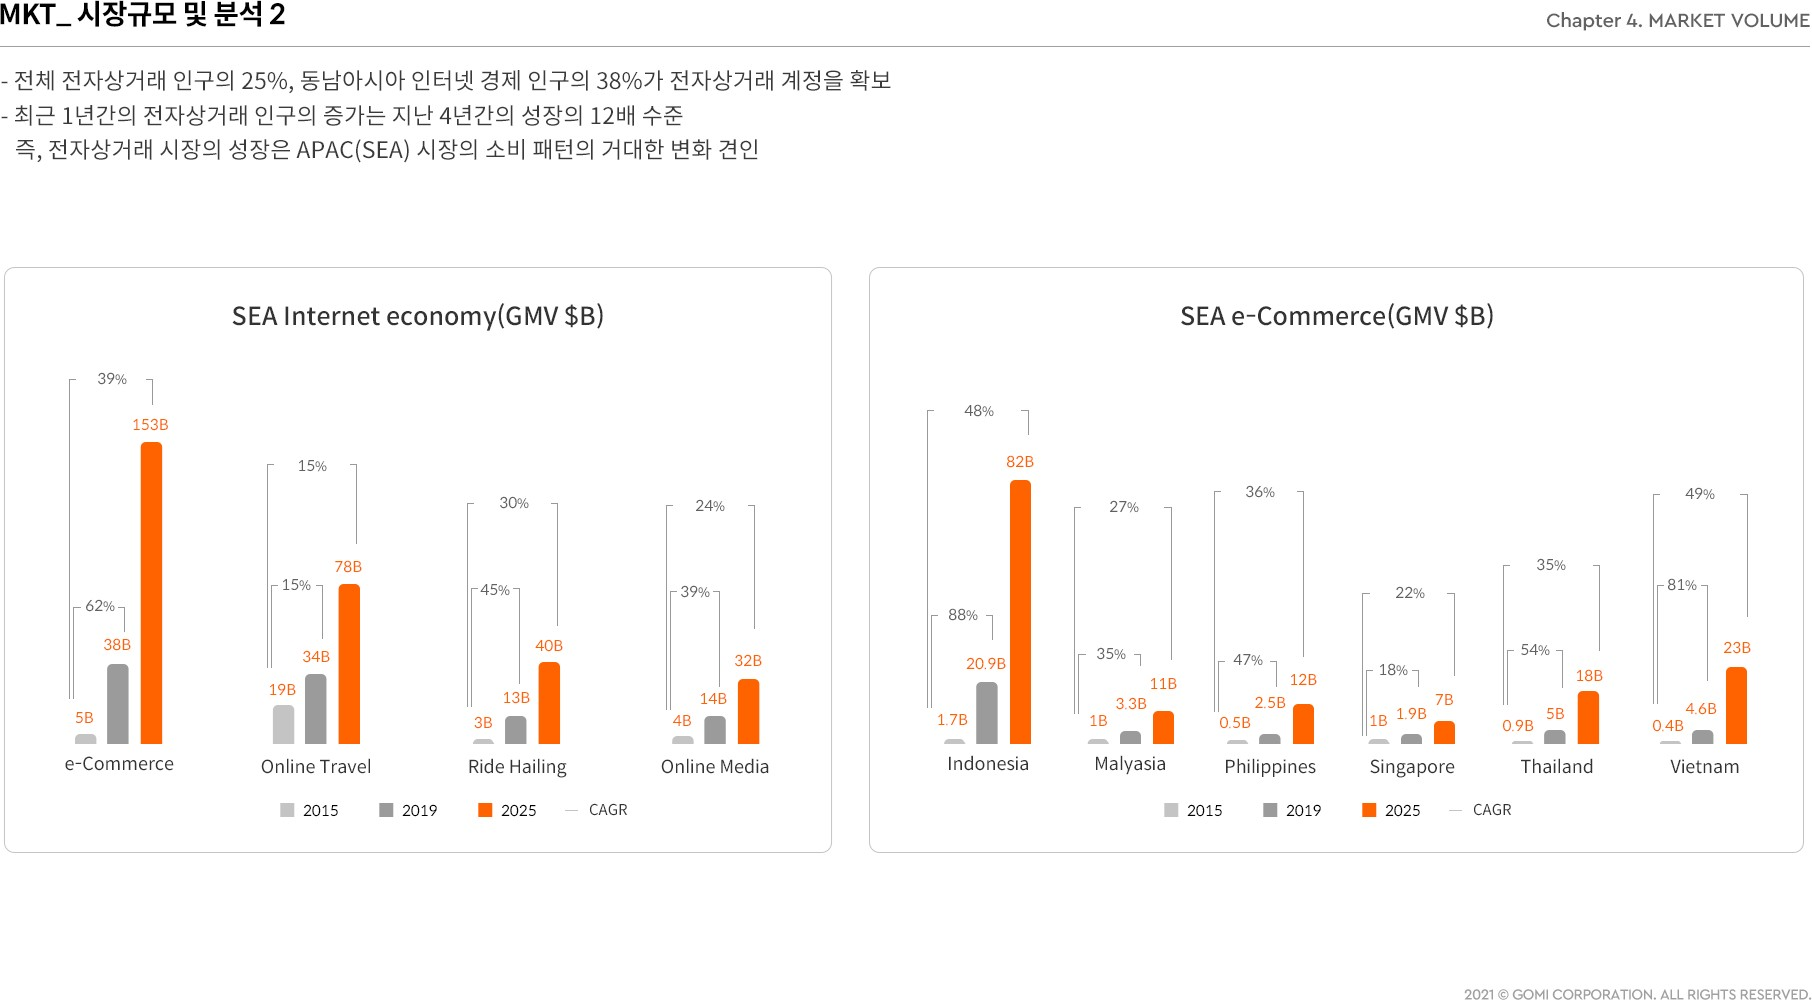 MKT_ 시장규모 및 분석 2
Chapter 4. MARKET VOLUME
- 전체 전자상거래 인구의 25%, 동남아시아 인터넷 경제 인구의 38%가 전자상거래 계정을 확보
- 최근 1년간의 전자상거래 인구의 증가는 지난 4년간의 성장의 12배 수준
즉, 전자상거래 시장의 성장은 APAC(SEA) 시장의 소비 패턴의 거대한 변화 견인
SEA Internet economy(GMV $B)
39%
153B
62%
38B
5B
e-Commerce
15%
78B
15%
34B
19B
Online Travel
30%
45%
40B
13B
3B
Ride Hailing
24%
39%
32B
14B
4B
Online Media
2015
2019
2025
CAGR
SEA e-Commerce(GMV $B)
48%
82B
88%
20.9B
1.7B
Indonesia
27%
35%
11B
3.3B
1B
Malyasia
36%
47%
12B
2.5B
0.5B
Philippines
22%
18%
7B
1.9B
1B
Singapore
35%
54%
18B
5B
0.9B
Thailand
49%
81%
23B
4.6B
0.4B
Vietnam
2015
2019
2025
CAGR
2021 © GOMI CORPORATION. ALL RIGHTS RESERVED.